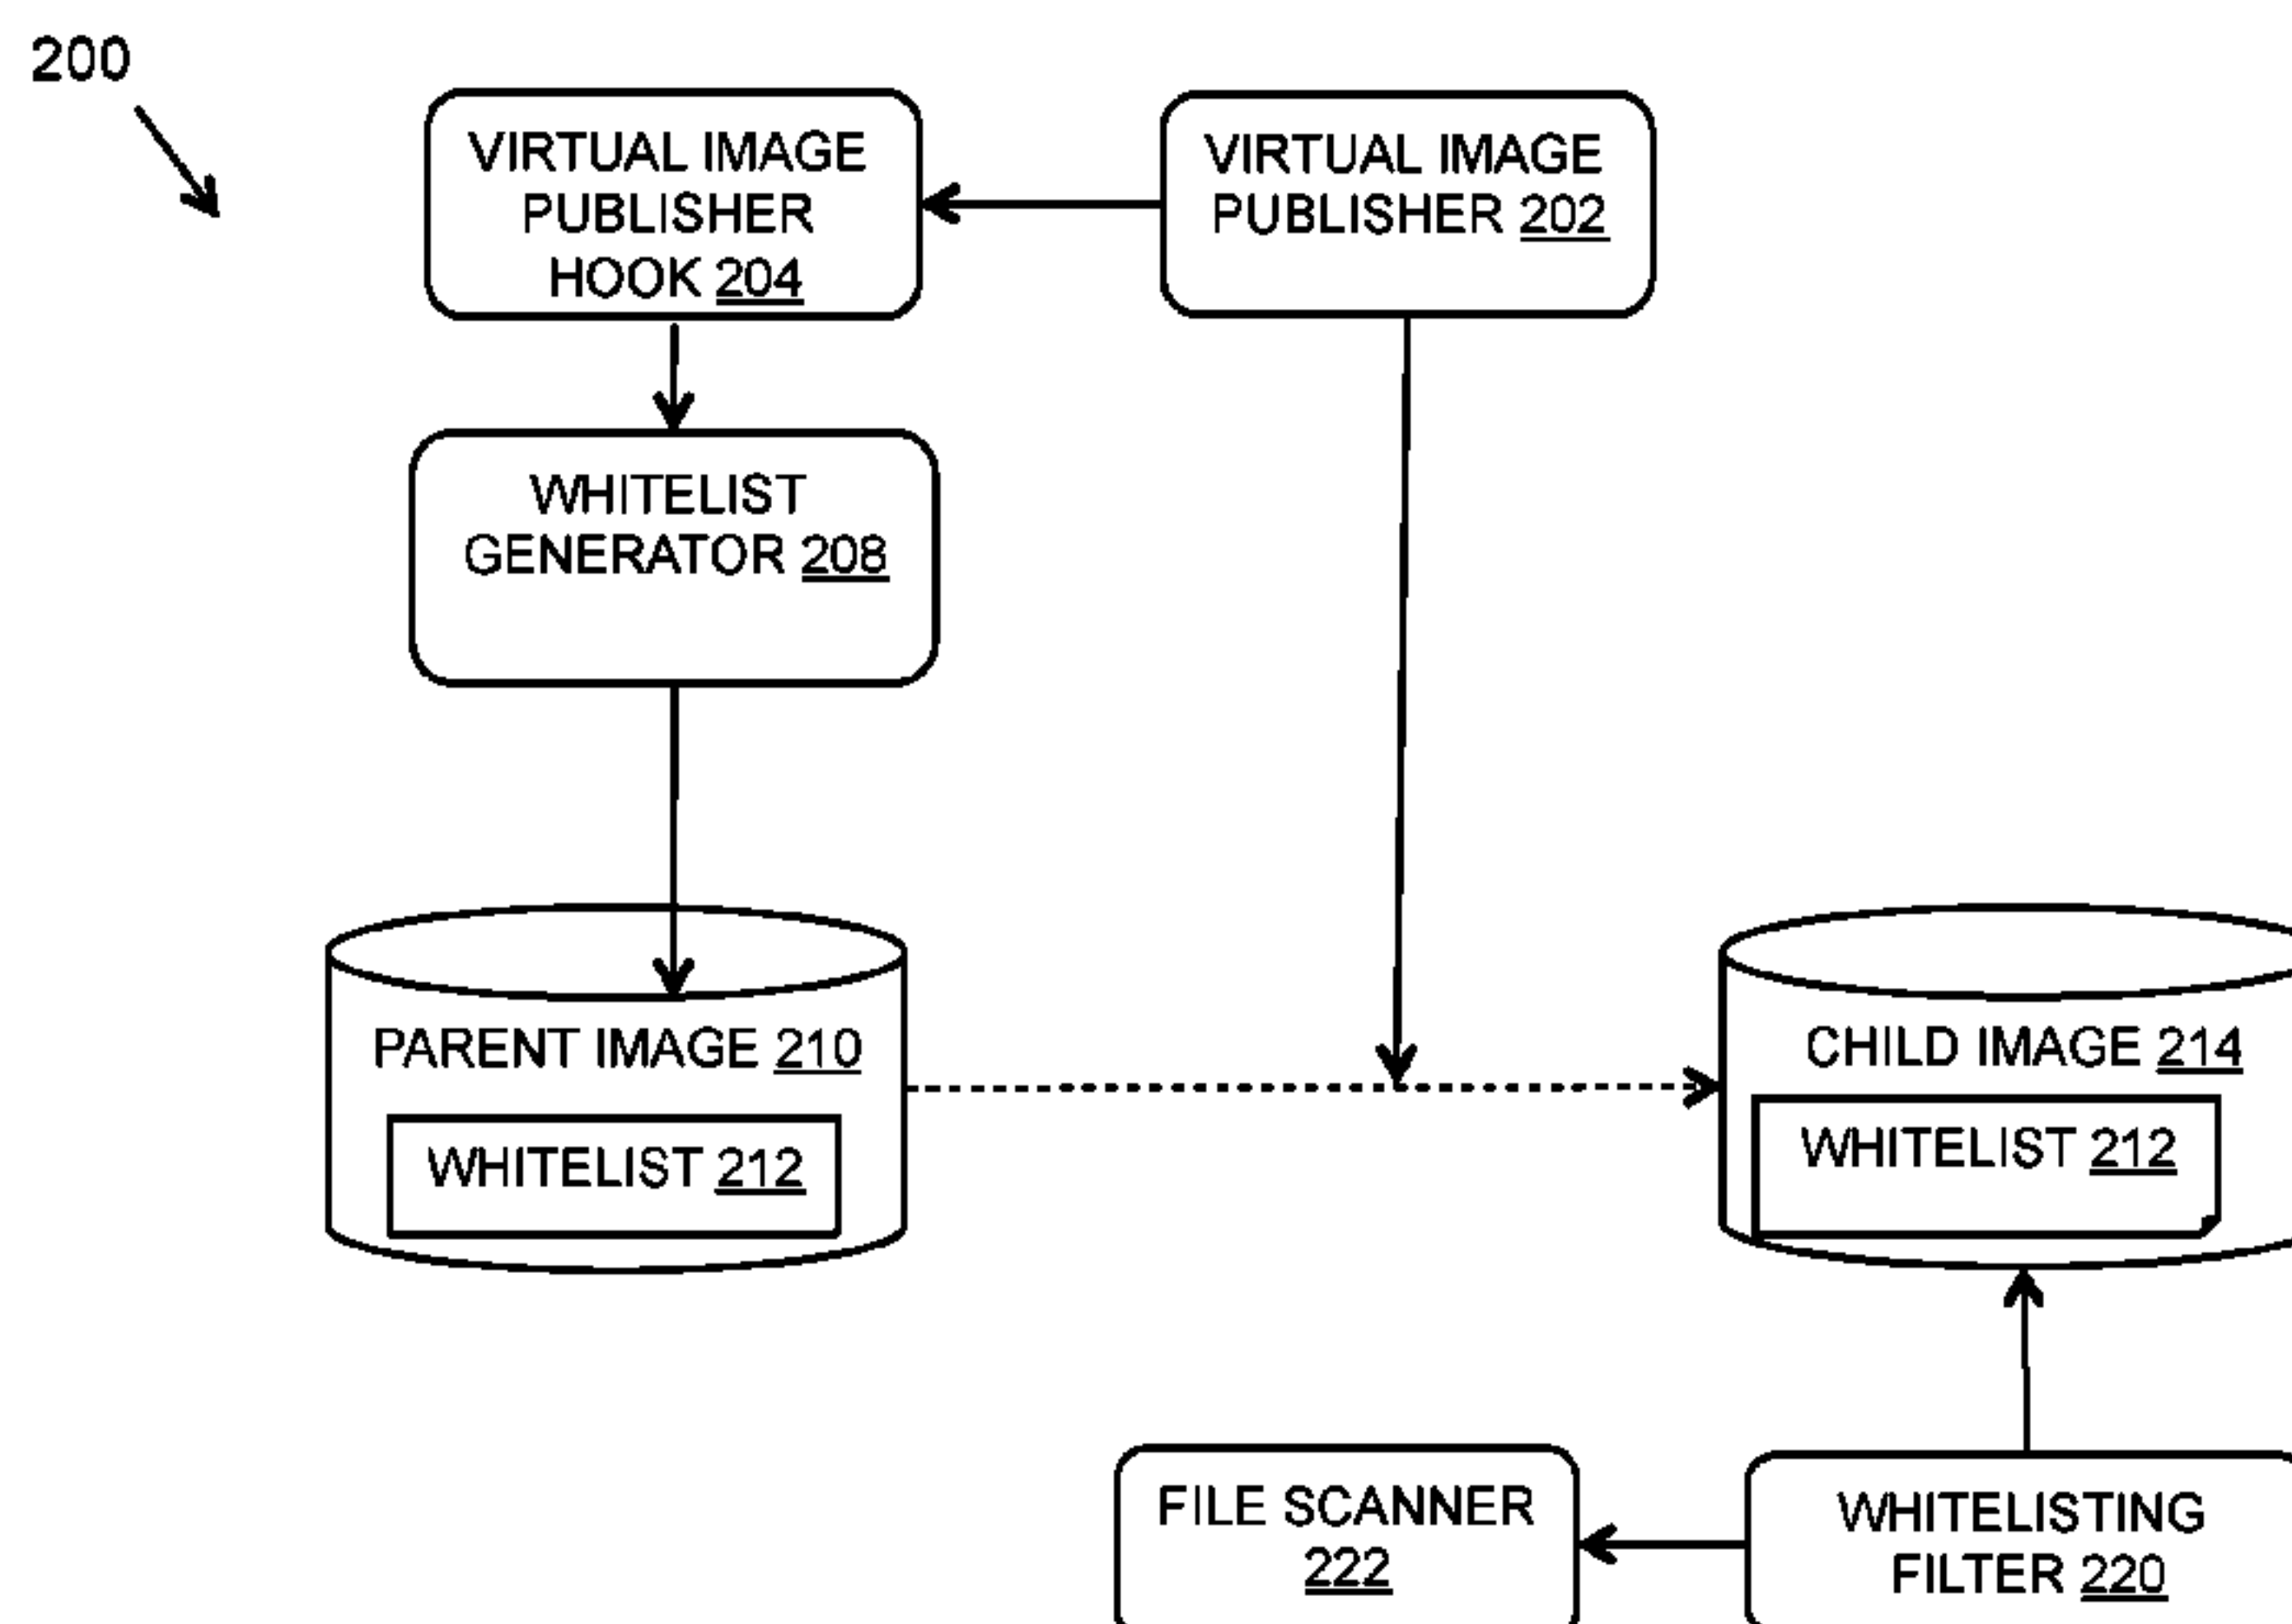 200
VIRTUAL IMAGE
PUBLISHER
HOOK 204
VIRTUAL IMAGE
PUBLISHER 202
WHITELIST
GENERATOR 208
PARENT IMAGE 210
WHITELIST 212
CHILD IMAGE 214
WHITELIST 212
FILE SCANNER
222
WHITELISTING
FILTER 220